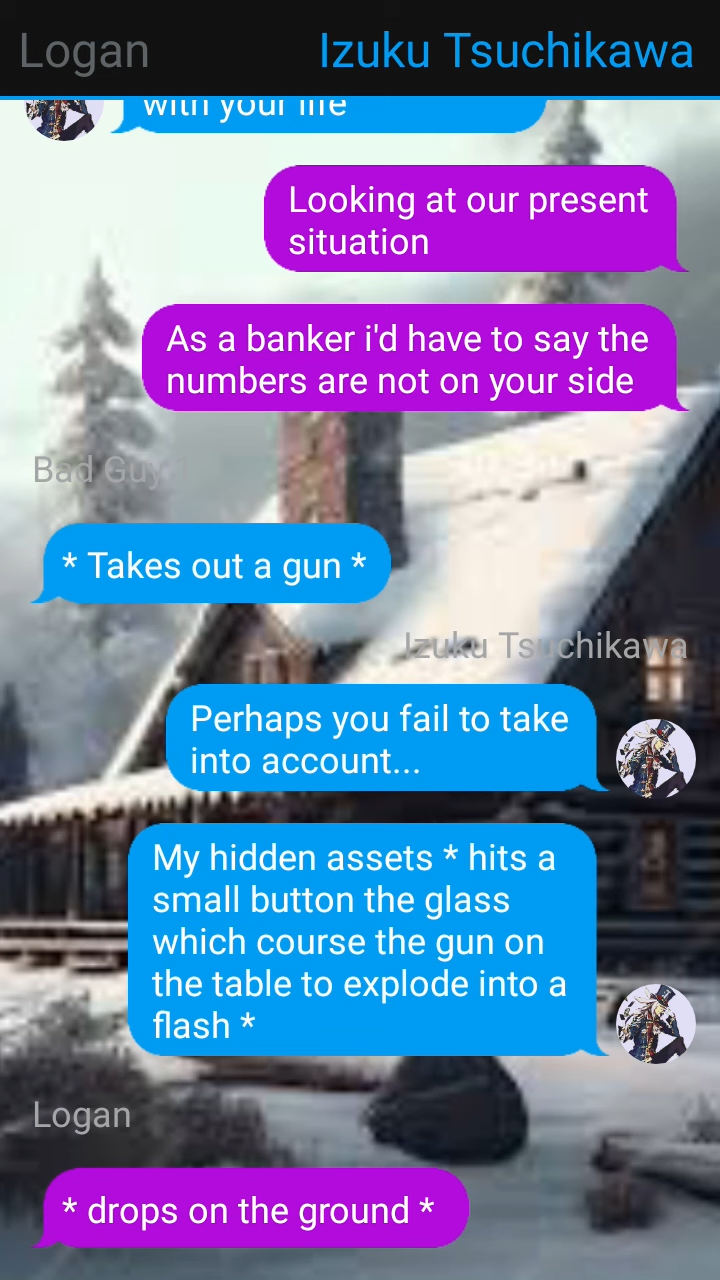 Logan
Izuku Tsuchikawa
with your life
Looking at our present
situation
As a banker i'd have to say the
numbers are not on your side
Bad Guy
* Takes out a gun *
Izuku Tsuchikawa
Perhaps you fail to take
into account...
My hidden assets * hits a
small button the glass
which course the gun on
the table to explode into a
flash *
Logan
* drops on the ground *